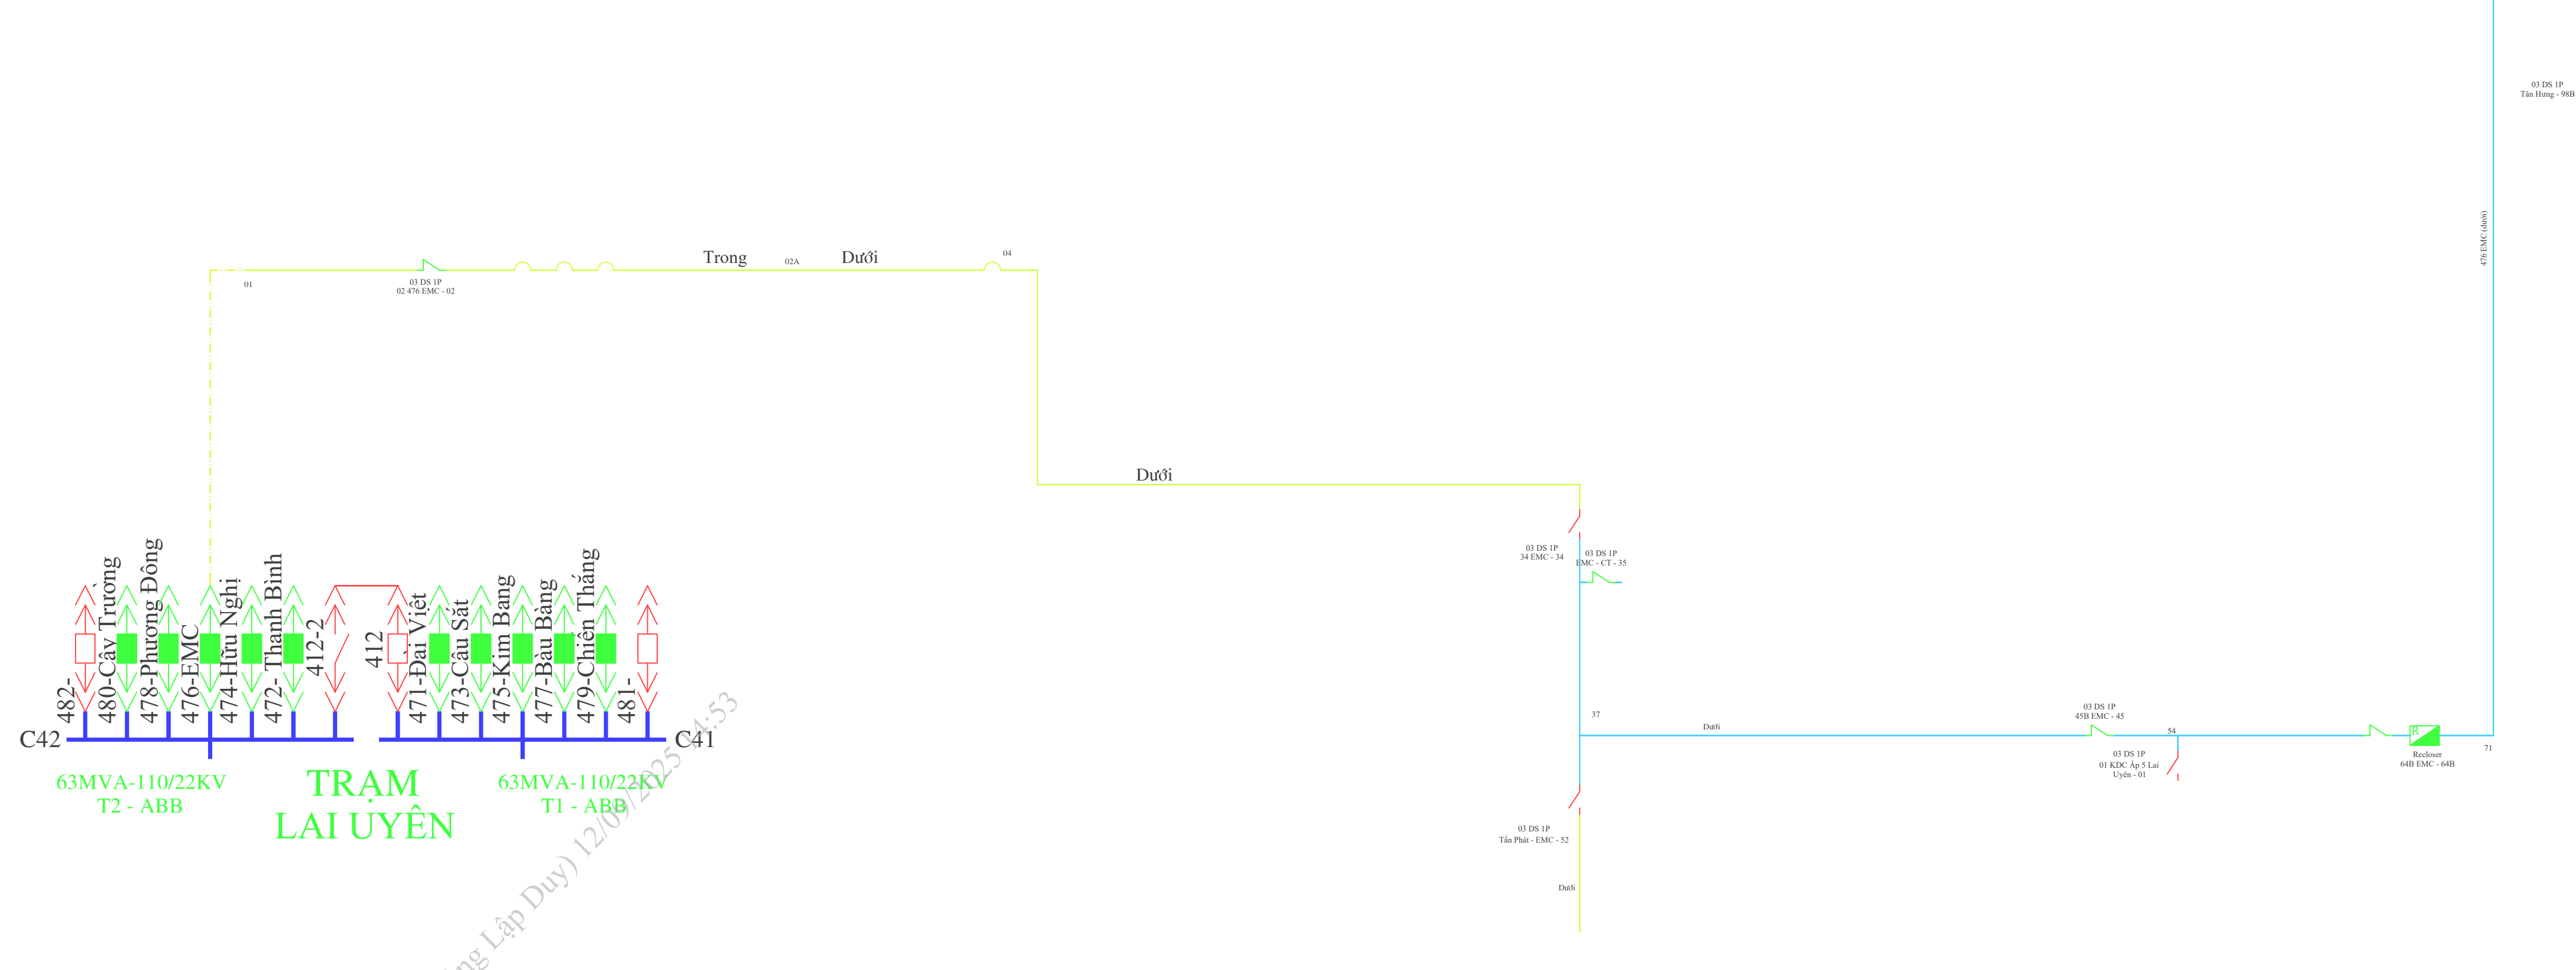 03 DS 1P
Tân Hưng - 98B
476 EMC (dưới)
Trong
02A
Dưới
04
01
03 DS 1P
02 476 EMC - 02
Dưới
03 DS 1P
34 EMC - 34
03 DS 1P
EMC - CT - 35
482-
480-Cây Trường
478-Phương Đông
476-EMC
474-Hữu Nghị
472- Thanh Bình
412-2
412
471-Đại Việt
473-Cầu Sắt
475-Kim Bang
477-Bàu Bàng
479-Chiến Thắng
481-
C42
C41
63MVA-110/22KV
T2 - ABB
TRẠM
LAI UYÊN
63MVA-110/22KV
T1 - ABB
37
Dưới
03 DS 1P
45B EMC - 45
54
03 DS 1P
01 KDC Ấp 5 Lai
Uyên - 01
R
Recloser
64B EMC - 64B
71
03 DS 1P
Tấn Phát - EMC - 52
Dưới
Lập Duy) 12/09/2025 14:53